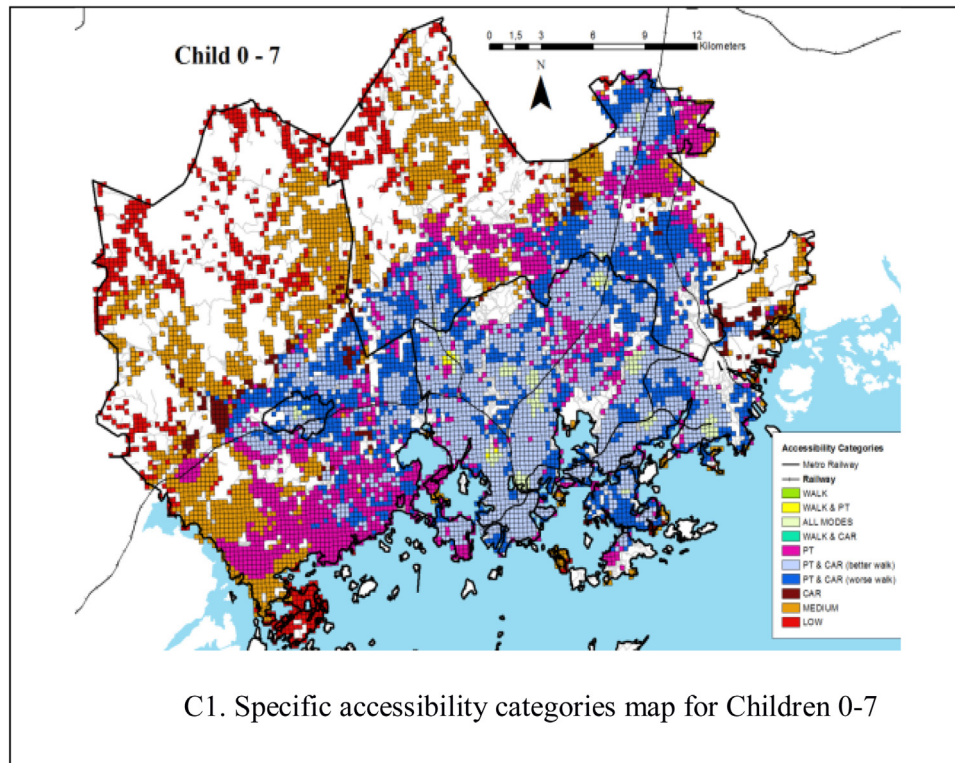 Child 0 - 7
0 1,5 3 6 9 12
Kilometers
N
Accessibility Categories
Metro Railway
Railway
WALK
WALK & PT
ALL MODES
WALK & CAR
PT
PT & CAR (better walk)
PT & CAR (worse walk)
CAR
MEDIUM
LOW
C1. Specific accessibility categories map for Children 0-7